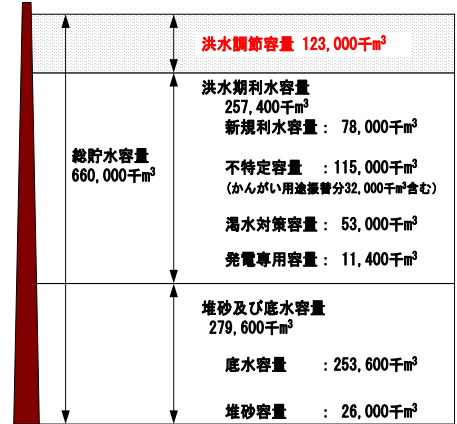 洪水調節容量 123,000千m³
洪水期利水容量
257,400千m³
新規利水容量： 78,000千m³
総貯水容量
660,000千m³
不特定容量 ：115,000千m³
(かんがい用途振替分32,000千m³含む)
渇水対策容量： 53,000千m³
発電専用容量： 11,400千m³
堆砂及び底水容量
279,600千m³
底水容量 ：253,600千m³
堆砂容量 ： 26,000千m³